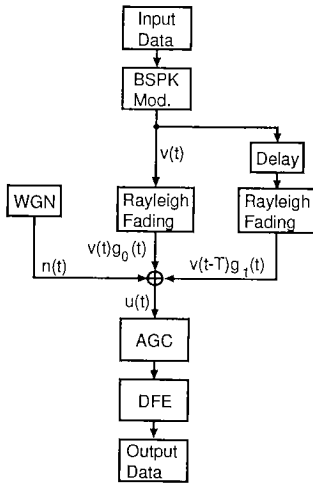 Input
Data
BSPK
Mod.
v(t)
Delay
WGN
Rayleigh
Fading
Rayleigh
Fading
v(t)g₀(t)
n(t)
v(t-T)g₁(t)
u(t)
AGC
DFE
Output
Data